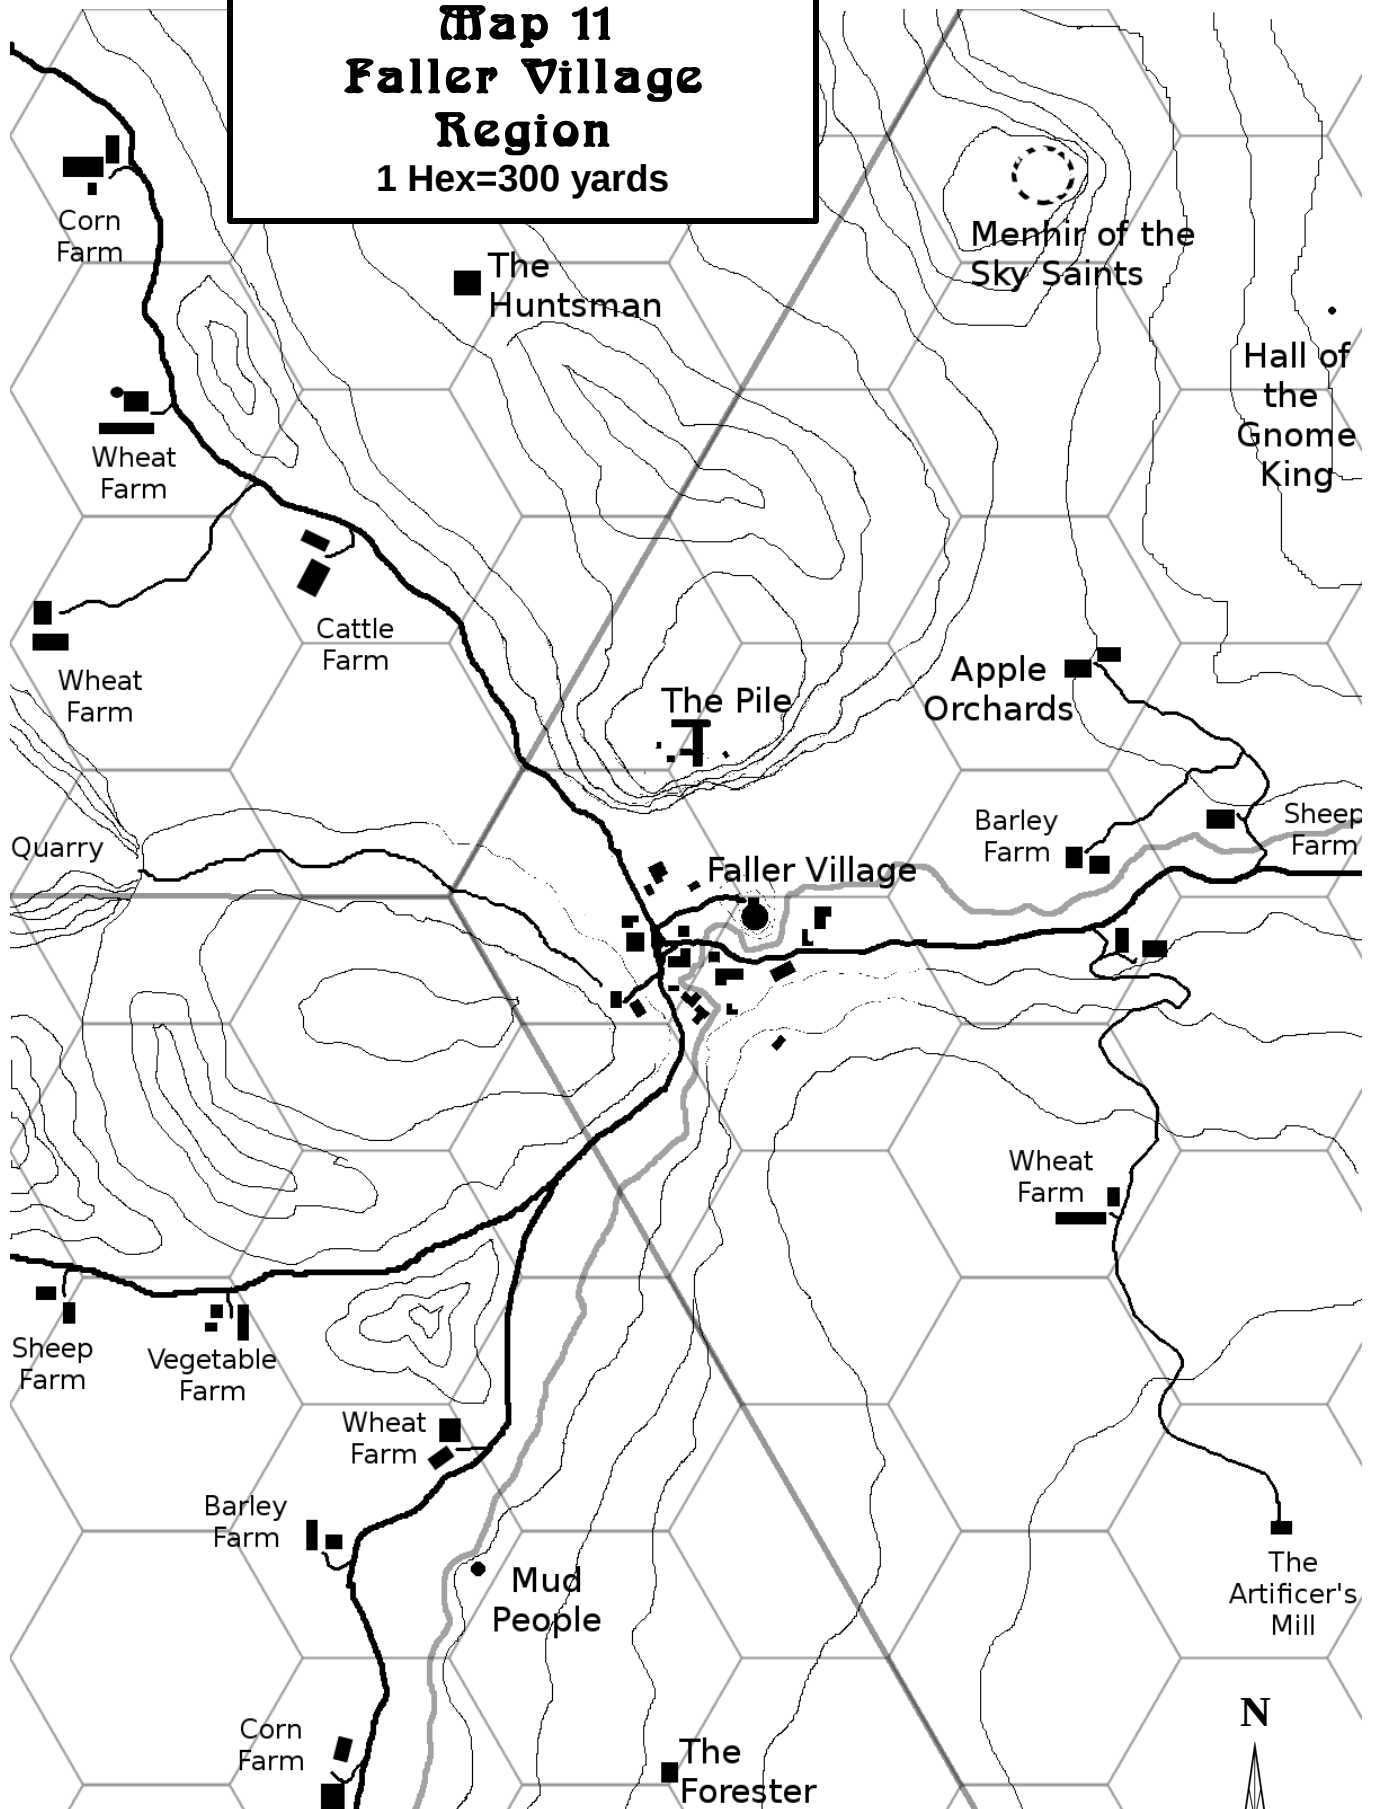 Map 11
Faller Village
Region
1 Hex=300 yards
Corn
Farm
The
Huntsman
Menhir of the
Sky Saints
Hall of
the
Gnome
King
Wheat
Farm
Cattle
Farm
Wheat
Farm
Apple
Orchards
The Pile
Quarry
Faller Village
Barley
Farm
Sheep
Farm
Wheat
Farm
Sheep
Farm
Vegetable
Farm
Wheat
Farm
Barley
Farm
Mud
People
The
Artificer's
Mill
Corn
Farm
The
Forester
N